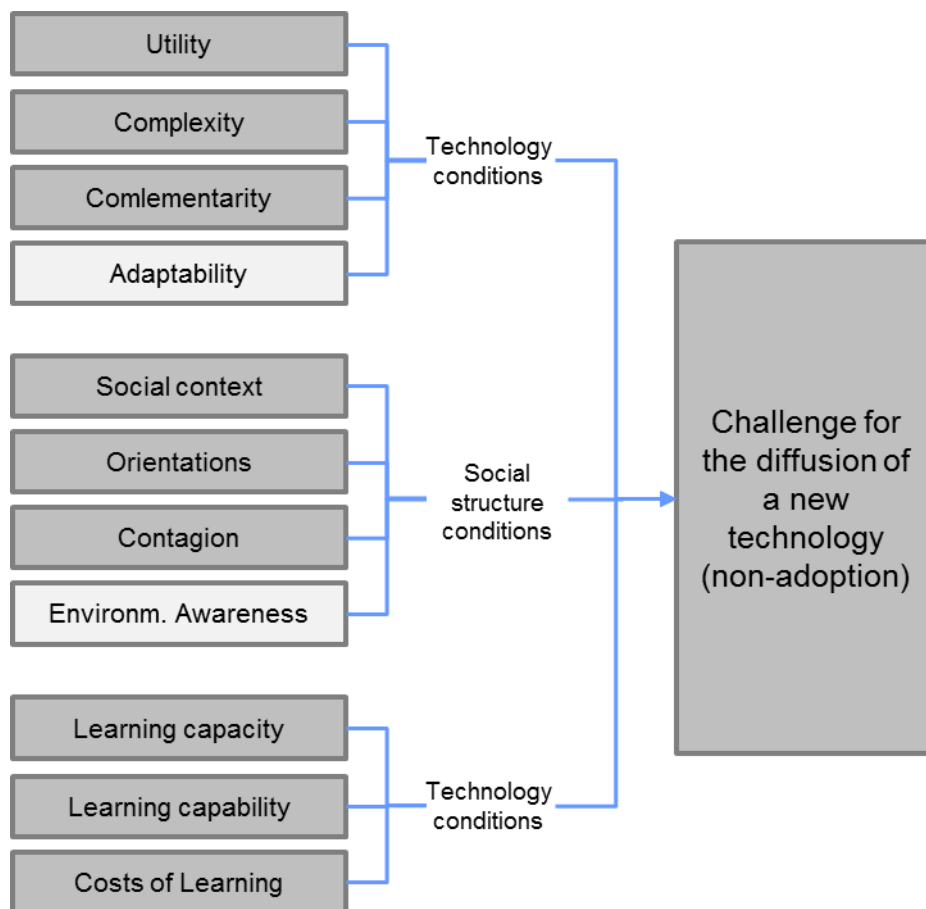 Utility
Complexity
Comlementarity
Adaptability
Technology
conditions
Social context
Orientations
Contagion
Environm. Awareness
Social
structure
conditions
Learning capacity
Learning capability
Costs of Learning
Technology
conditions
Challenge for
the diffusion of
a new
technology
(non-adoption)